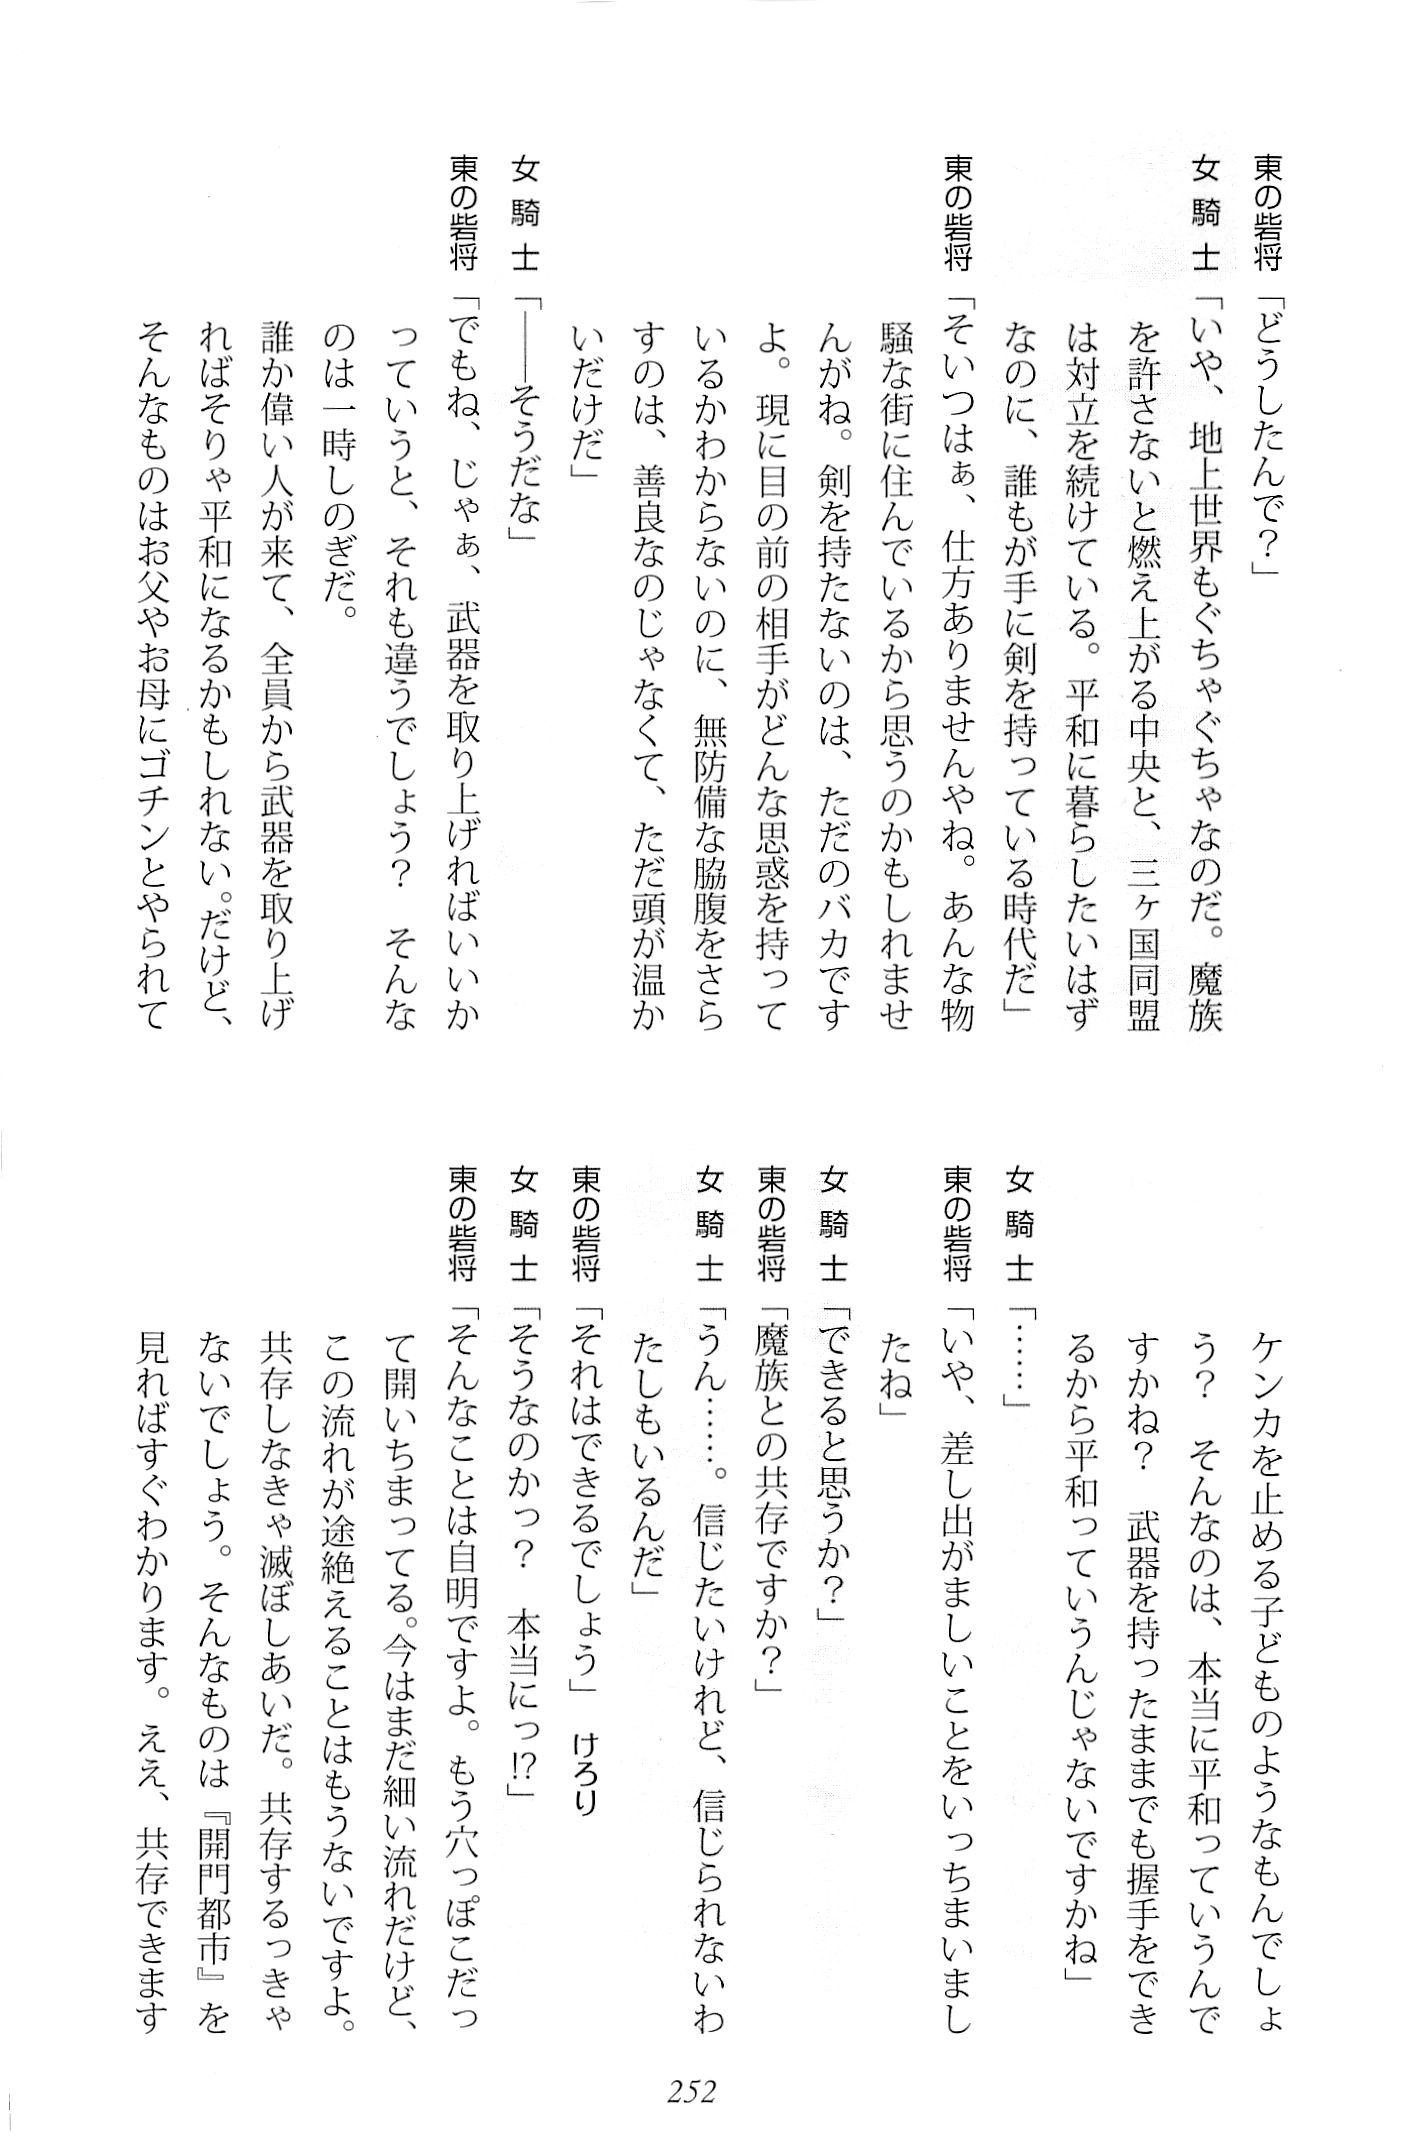 東の砦将「どうしたんで？」
女騎士「いや、地上世界もぐちゃぐちゃなのだ。魔族
を許さないと燃え上がる中央と、三ヶ国同盟
は対立を続けている。平和に暮らしたいはず
なのに、誰もが手に剣を持っている時代だ」
東の砦将「そいつはぁ、仕方ありませんやね。あんな物
騒な街に住んでいるから思うのかもしれませ
んがね。剣を持たないのは、ただのバカです
よ。現に目の前の相手がどんな思惑を持って
いるかわからないのに、無防備な脇腹をさら
すのは、善良なのじゃなくて、ただ頭が温か
いだけだ」
女騎士「――そうだな」
東の砦将「でもね、じゃぁ、武器を取り上げればいいか
っていうと、それも違うでしょう？　そんな
のは一時しのぎだ。
誰か偉い人が来て、全員から武器を取り上げ
ればそりゃ平和になるかもしれない。だけど、
そんなものはお父やお母にゴチンとやられて
ケンカを止める子どものようなもんでしょ
う？　そんなのは、本当に平和っていうんで
すかね？　武器を持ったままでも握手をでき
るから平和っていうんじゃないですかね」
女騎士「……」
東の砦将「いや、差し出がましいことをいっちまいまし
たね」
女騎士「できると思うか？」
東の砦将「魔族との共存ですか？」
女騎士「うん……。信じたいけれど、信じられないわ
たしもいるんだ」
東の砦将「それはできるでしょう」　けろり
女騎士「そうなのかっ？　本当にっ!?」
東の砦将「そんなことは自明ですよ。もう穴っぽこだっ
て開いちまってる。今はまだ細い流れだけど、
この流れが途絶えることはもうないですよ。
共存しなきゃ滅ぼしあいだ。共存するっきゃ
ないでしょう。そんなものは『開門都市』を
見ればすぐわかります。ええ、共存できます
252